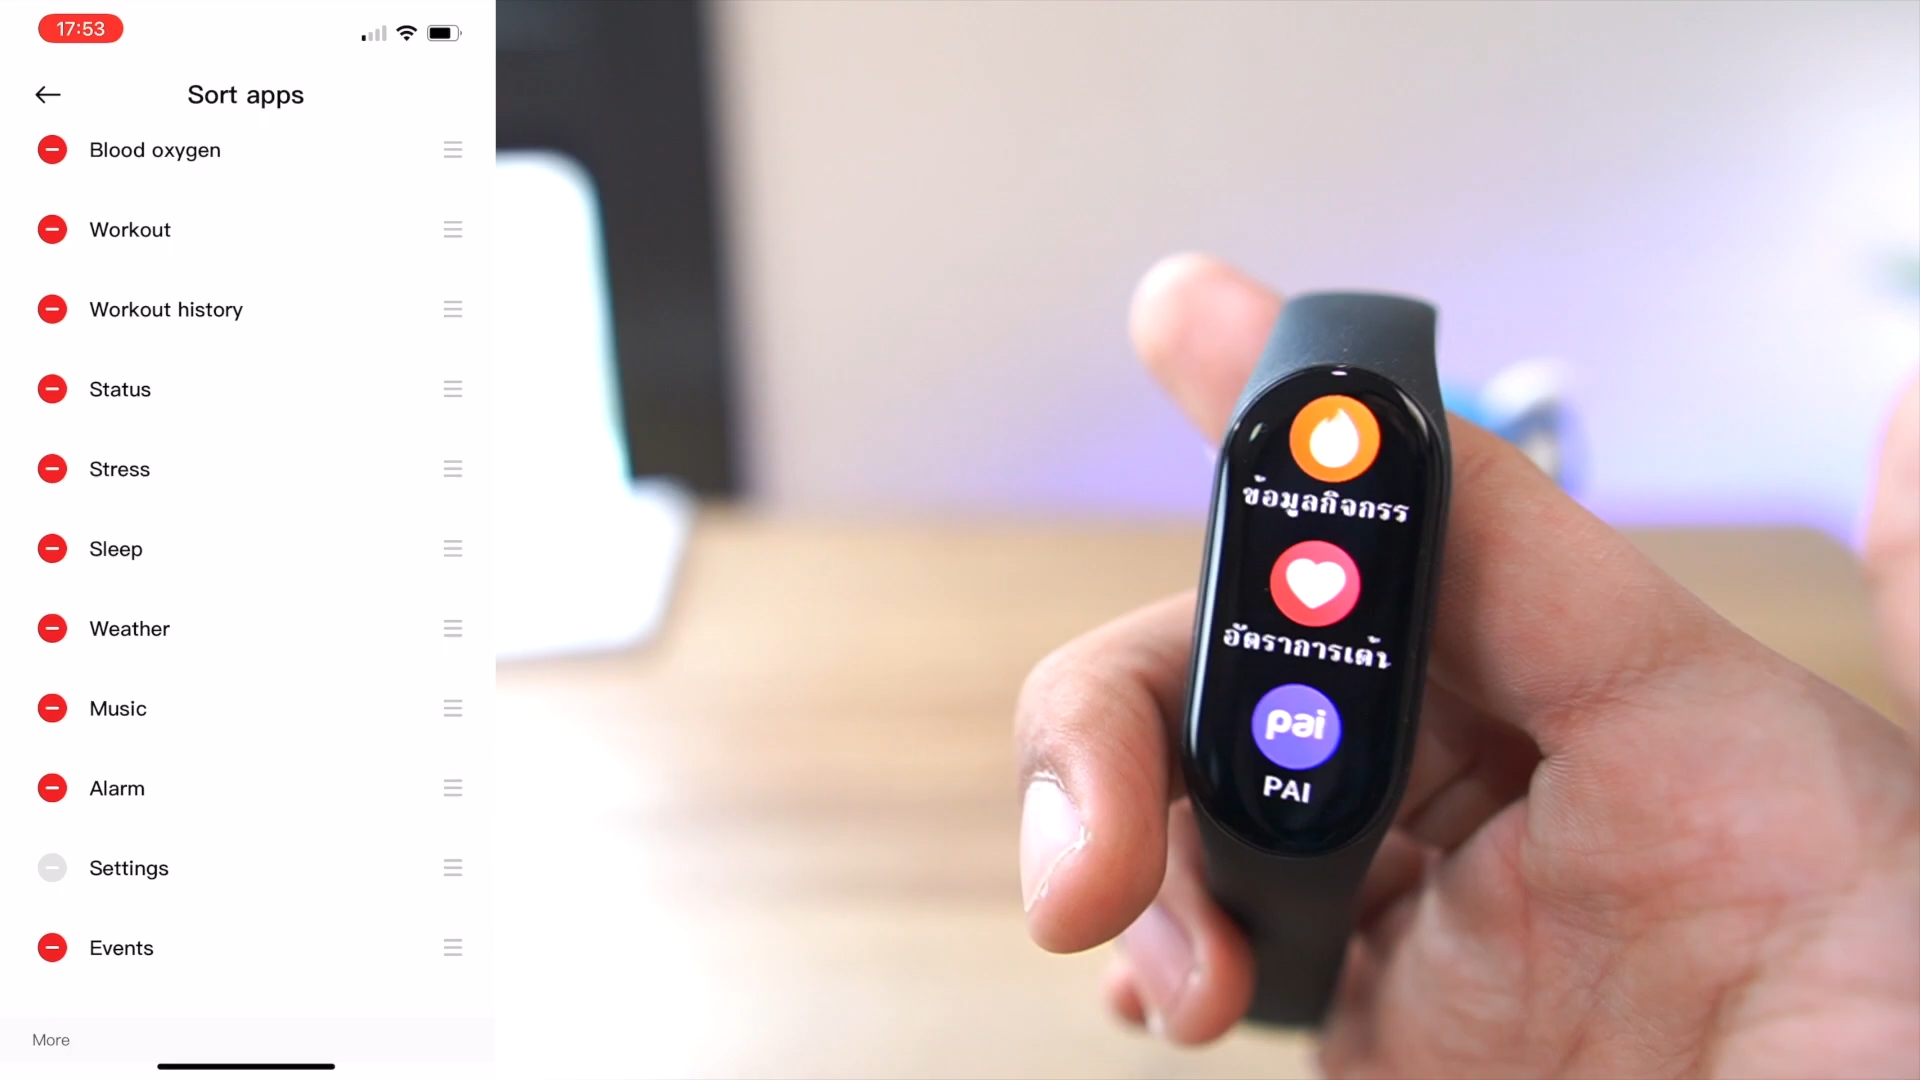 17:53
Sort apps
Blood oxygen
Workout
Workout history
Status
Stress
Sleep
Weather
Music
Alarm
Settings
Events
More
ข้อมูลกิจกรร
อัตราการเต้น
pai
PAI